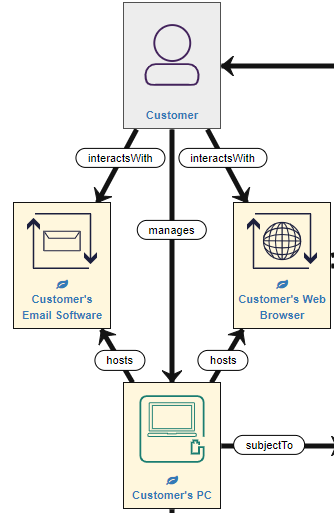 Customer
interactsWith
interactsWith
manages
Customer's
Email Software
Customer's Web
Browser
hosts
hosts
subjectTo
Customer's PC